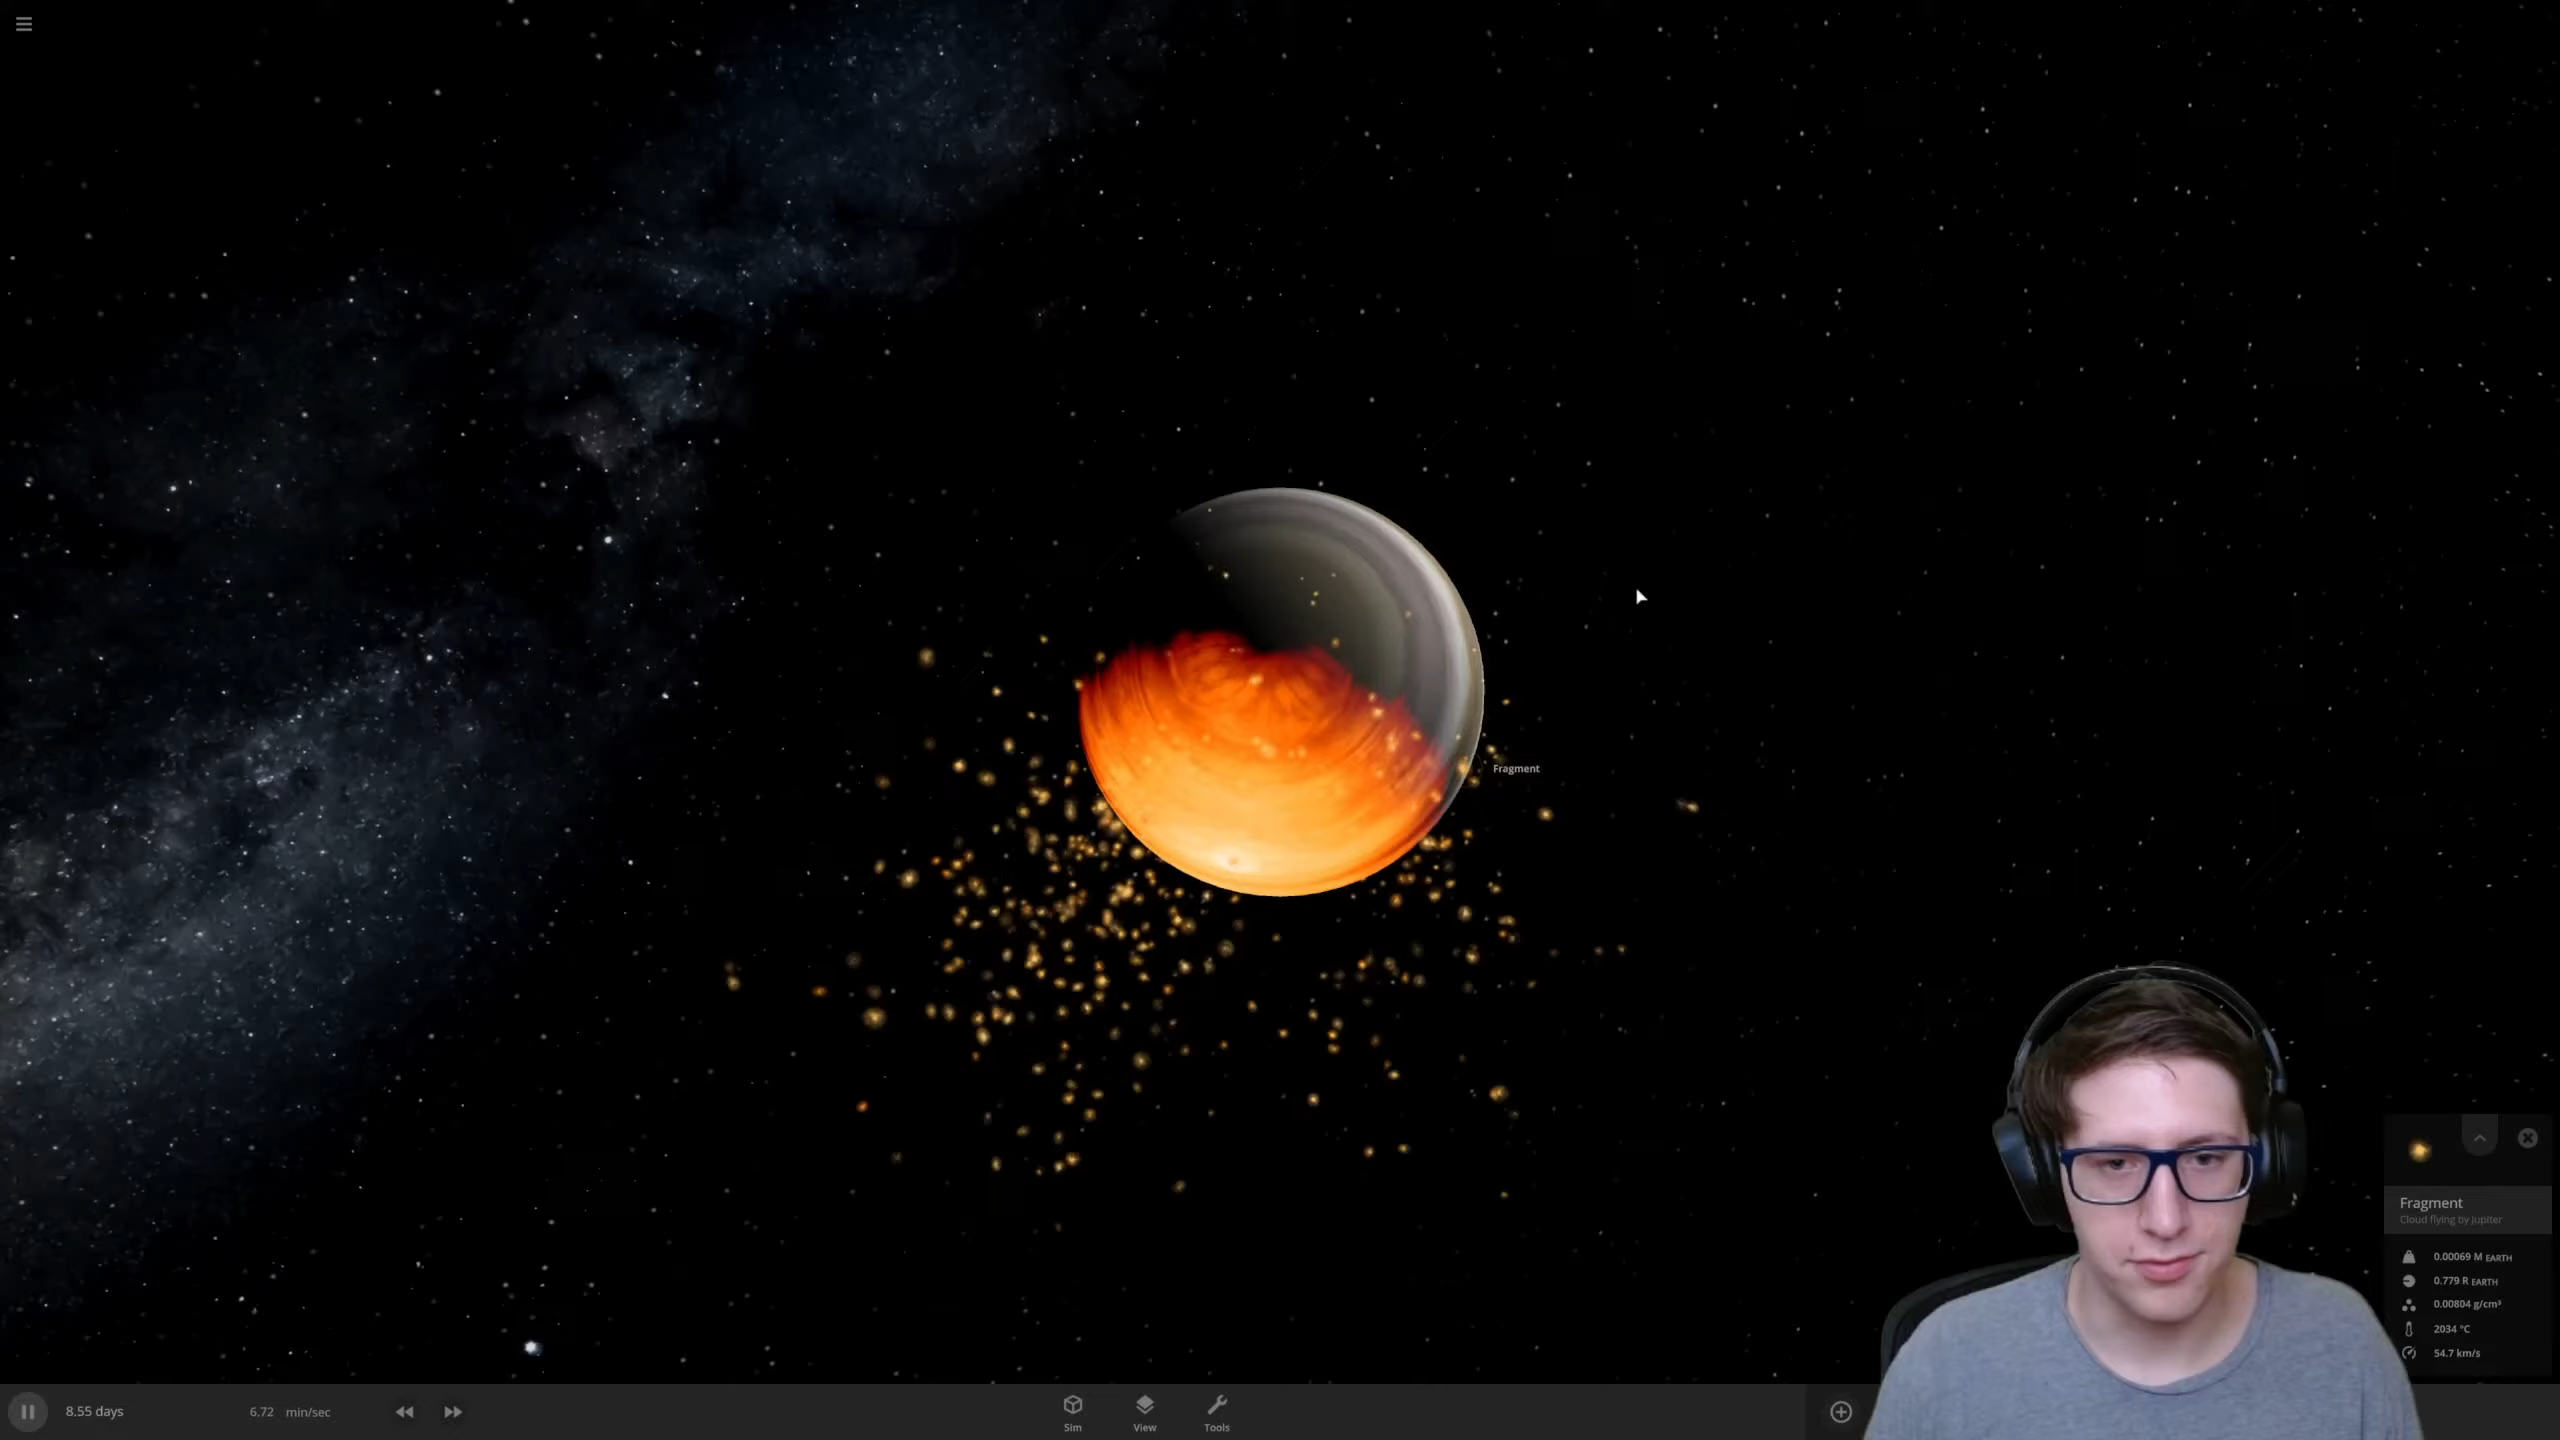 Fragment
Fragment
Cloud flying by Jupiter
0.00069 M EARTH
0.779 R EARTH
0.00804 g/cm³
2034 °C
54.7 km/s
8.55 days
6.72 min/sec
Sim
View
Tools